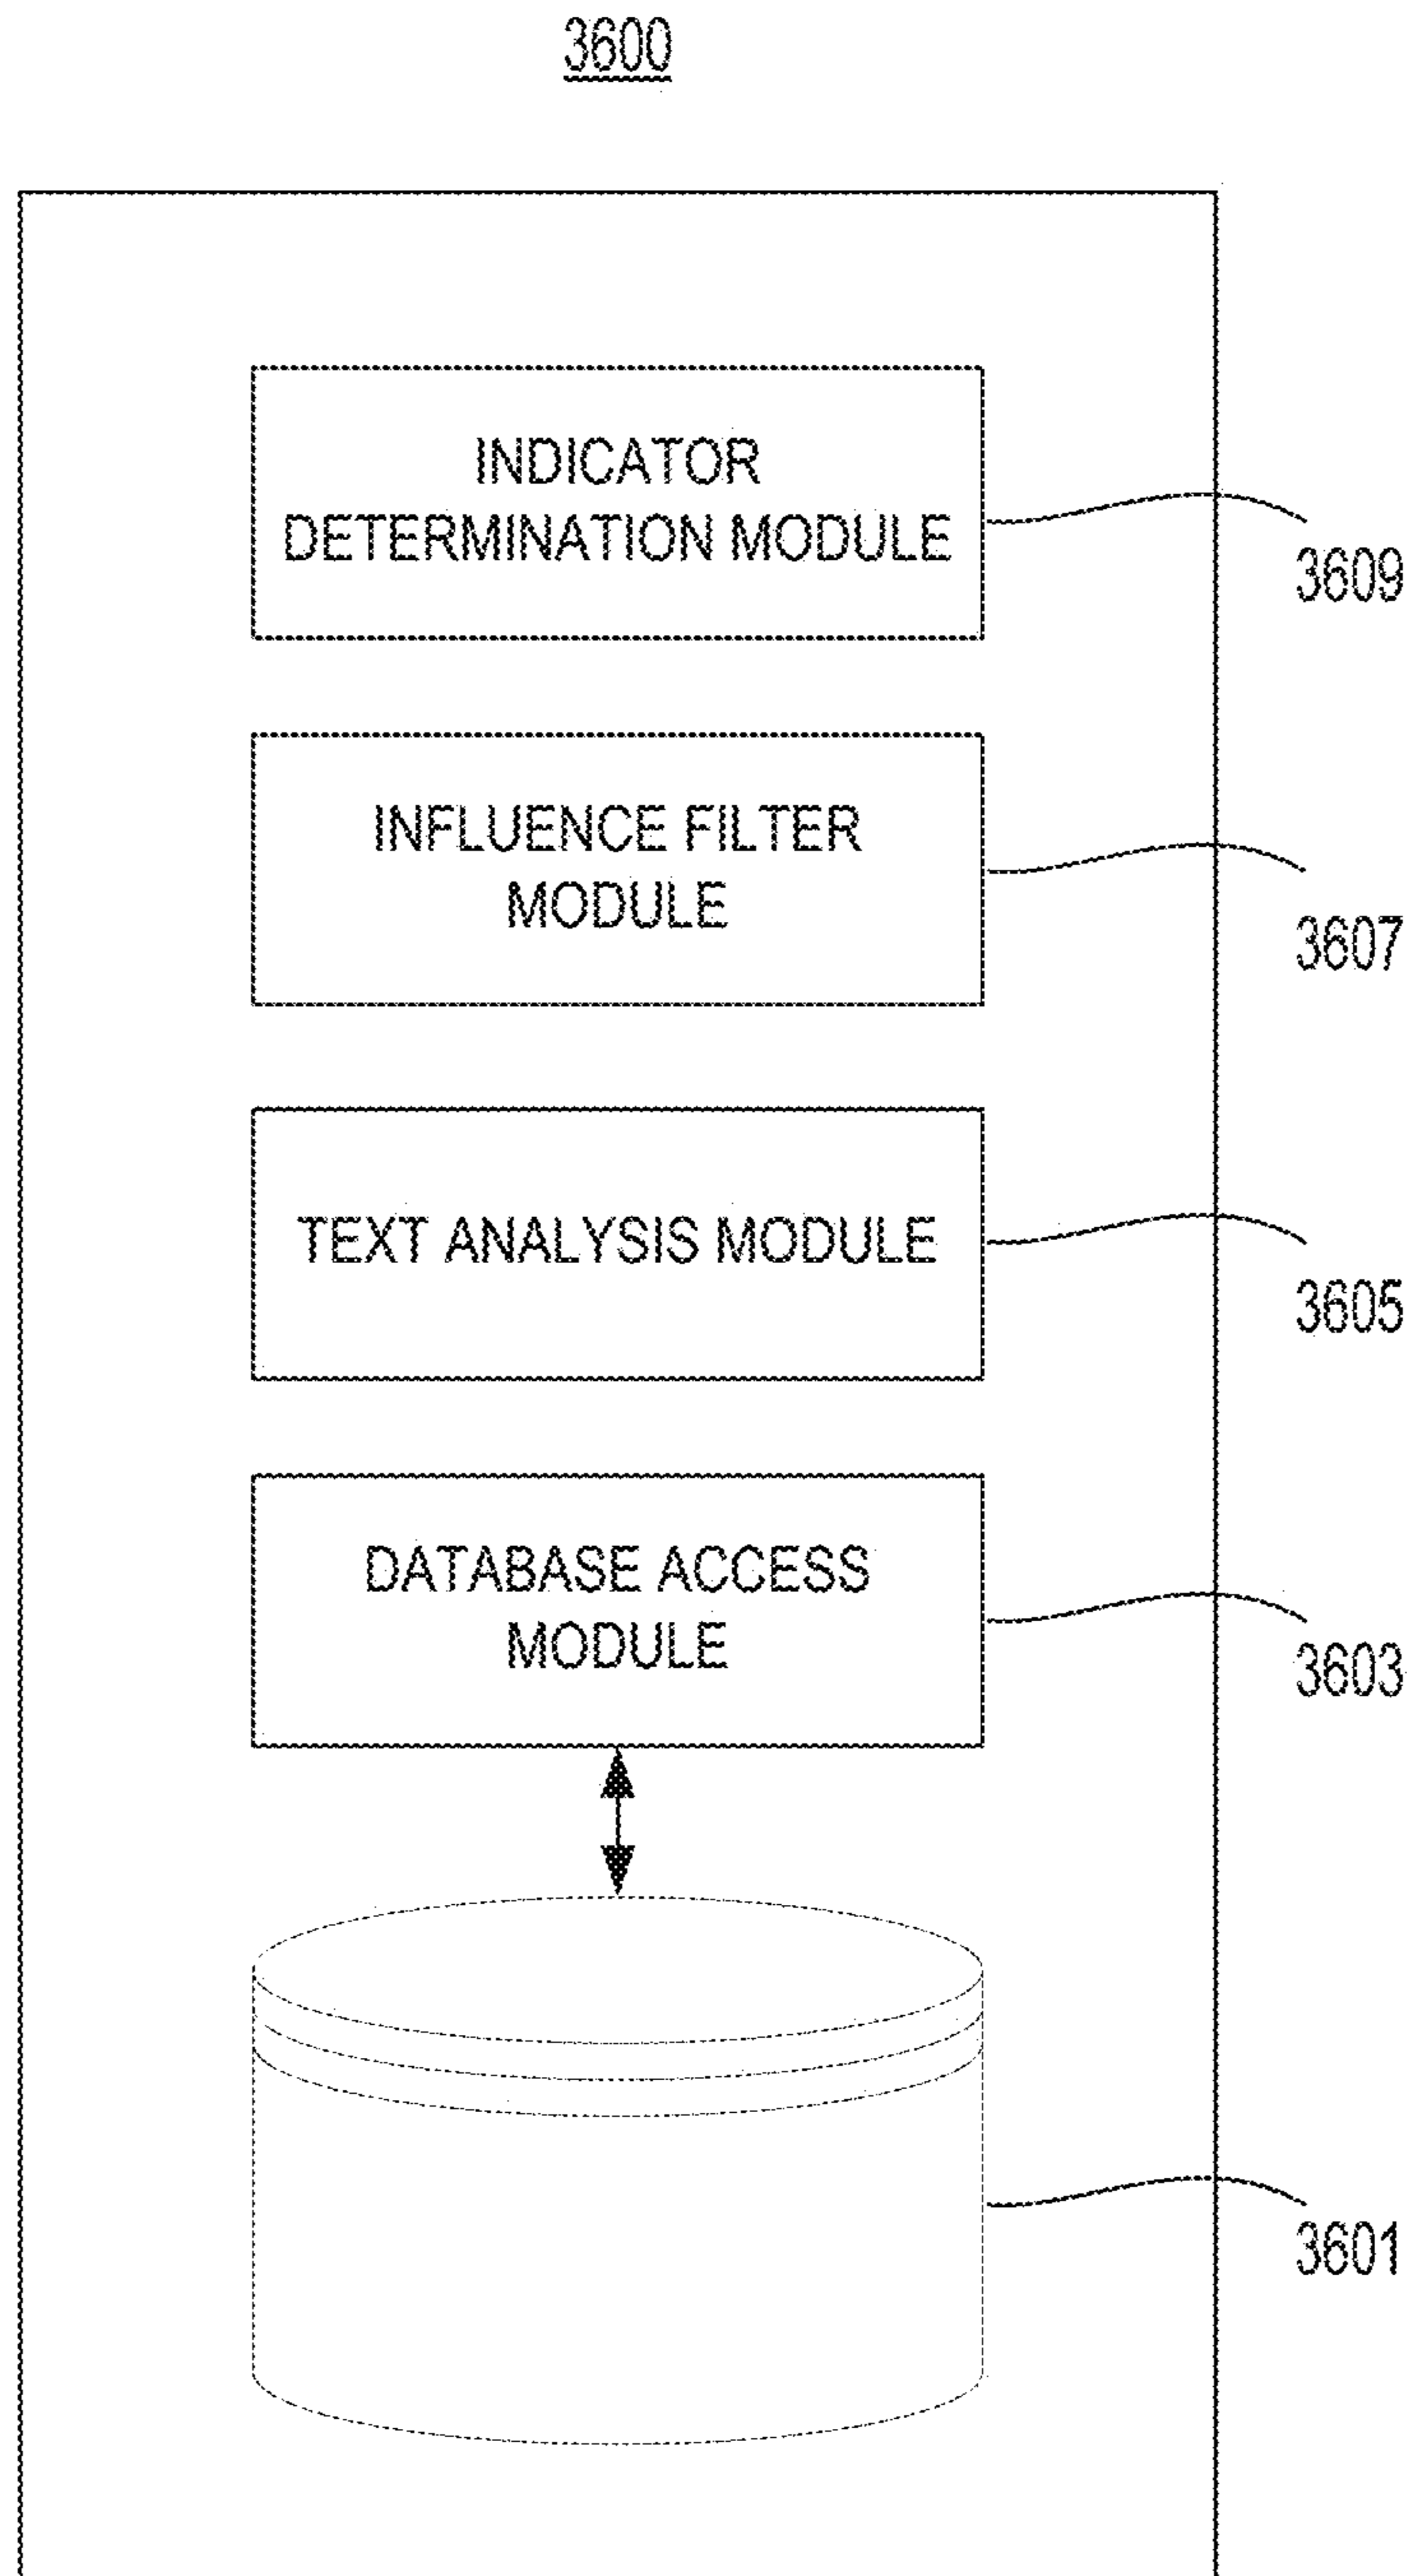 3600
INDICATOR
DETERMINATION MODULE
3609
INFLUENCE FILTER
MODULE
3607
TEXT ANALYSIS MODULE
3605
DATABASE ACCESS
MODULE
3603
3601